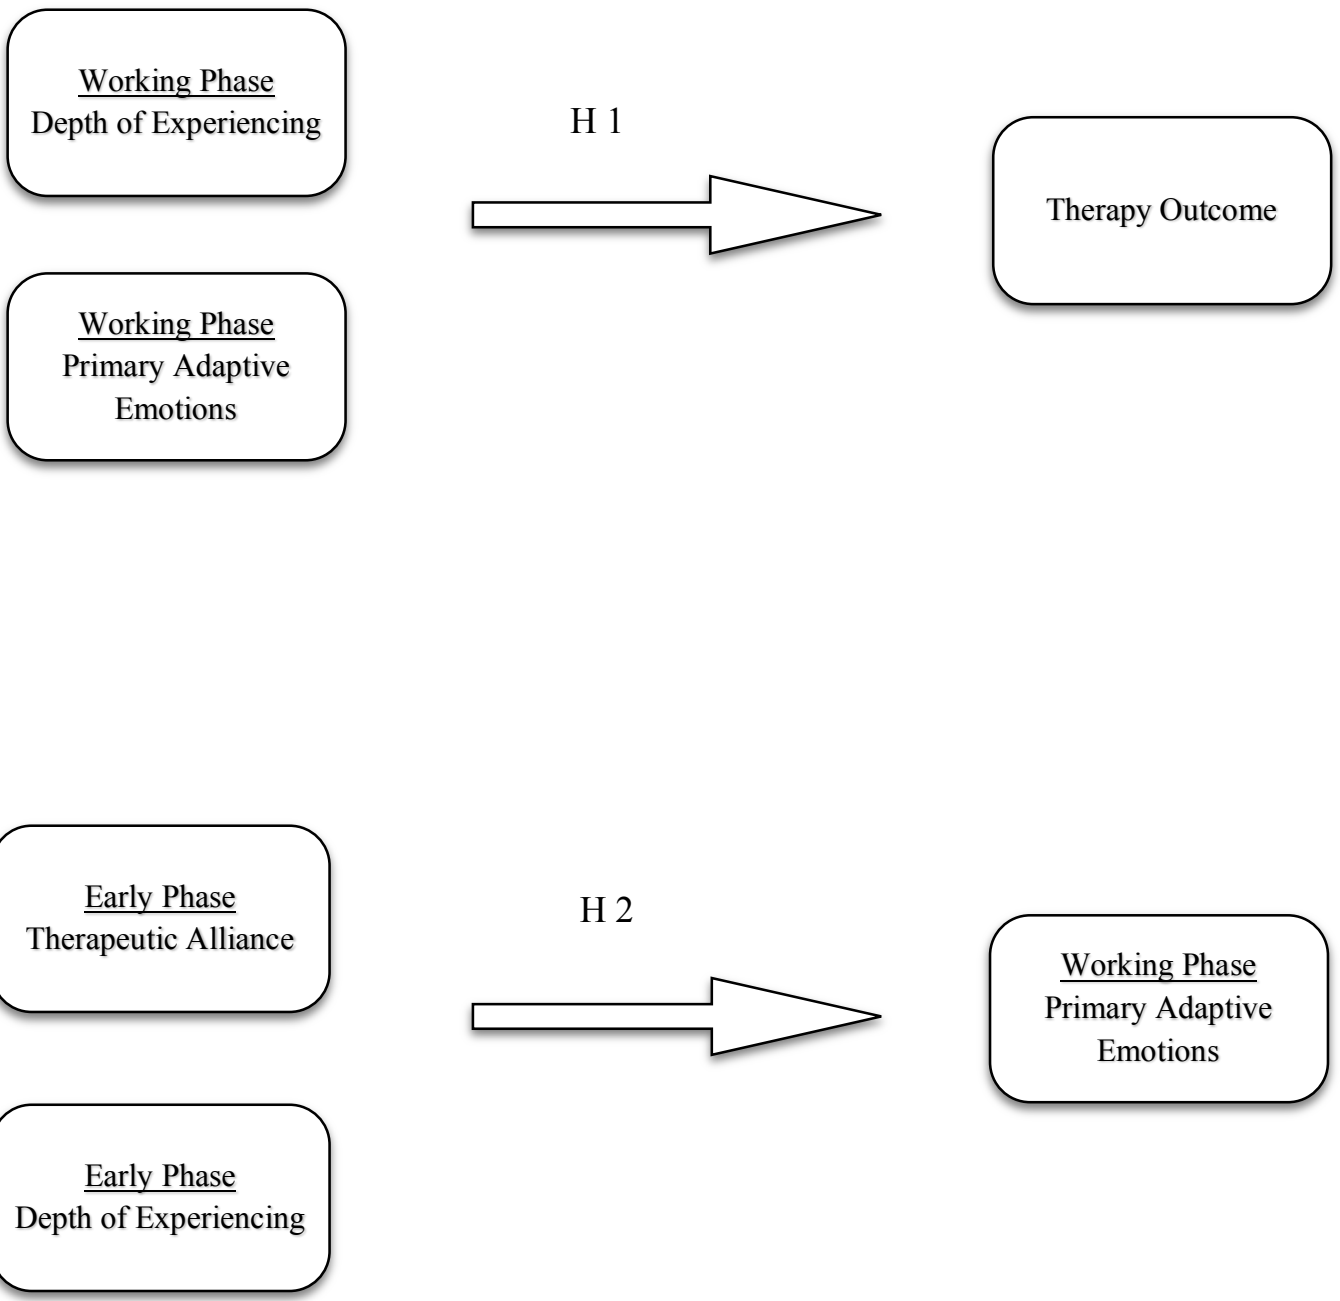 Working Phase
Depth of Experiencing
H 1
Therapy Outcome
Working Phase
Primary Adaptive
Emotions
Early Phase
Therapeutic Alliance
H 2
Working Phase
Primary Adaptive
Emotions
Early Phase
Depth of Experiencing